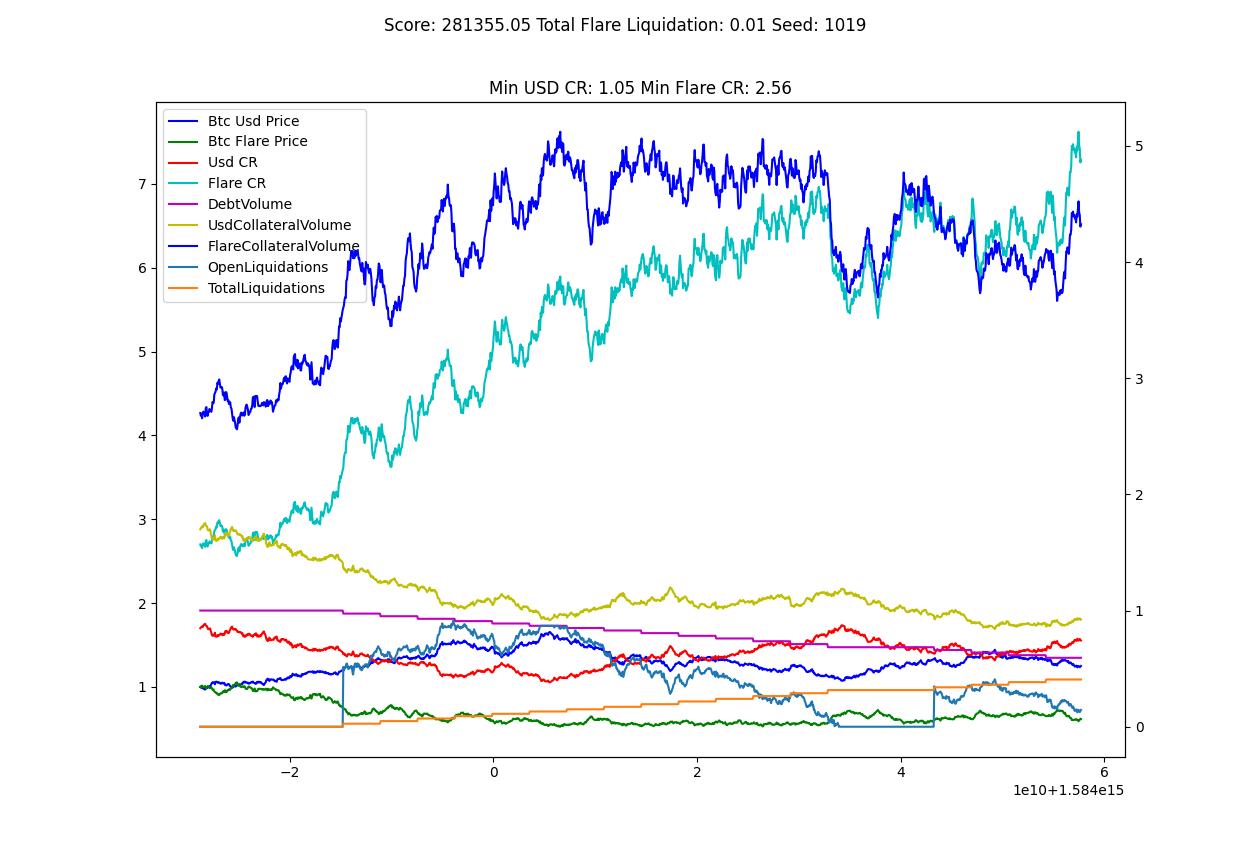 Score: 281355.05 Total Flare Liquidation: 0.01 Seed: 1019
Min USD CR: 1.05 Min Flare CR: 2.56
Btc Usd Price
Btc Flare Price
Usd CR
Flare CR
DebtVolume
UsdCollateralVolume
FlareCollateralVolume
OpenLiquidations
TotalLiquidations
7
6
5
4
3
2
1
5
4
3
2
1
0
−2
0
2
4
6
1e10+1.584e15